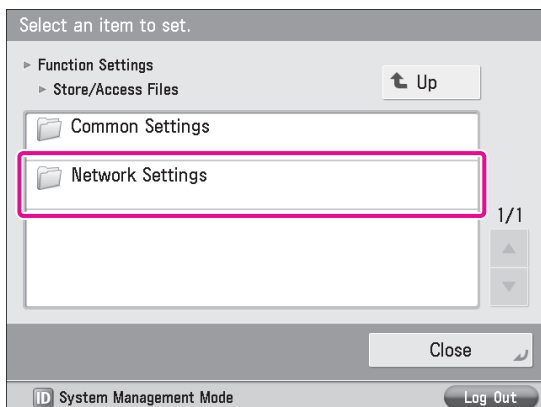 Select an item to set.
Function Settings
Store/Access Files
Up
Common Settings
Network Settings
1/1
Close
ID System Management Mode
Log Out